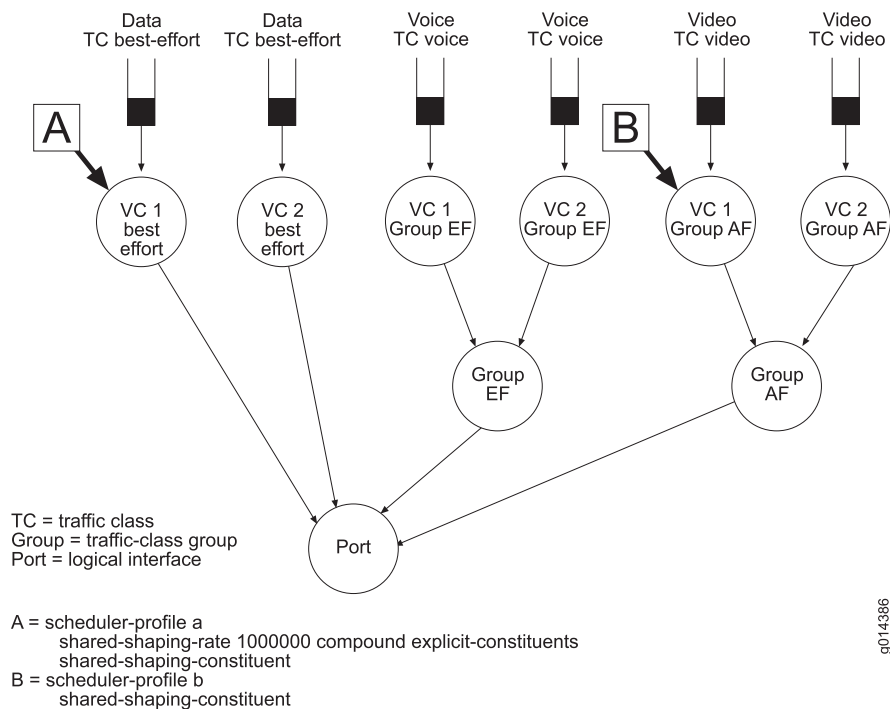 Data
TC best-effort
Data
TC best-effort
Voice
TC voice
Voice
TC voice
Video
TC video
Video
TC video
A
B
VC 1
best
effort
VC 2
best
effort
VC 1
Group EF
VC 2
Group EF
VC 1
Group AF
VC 2
Group AF
Group
EF
Group
AF
Port
TC = traffic class
Group = traffic-class group
Port = logical interface
A = scheduler-profile a
shared-shaping-rate 1000000 compound explicit-constituents
shared-shaping-constituent
B = scheduler-profile b
shared-shaping-constituent
g014386